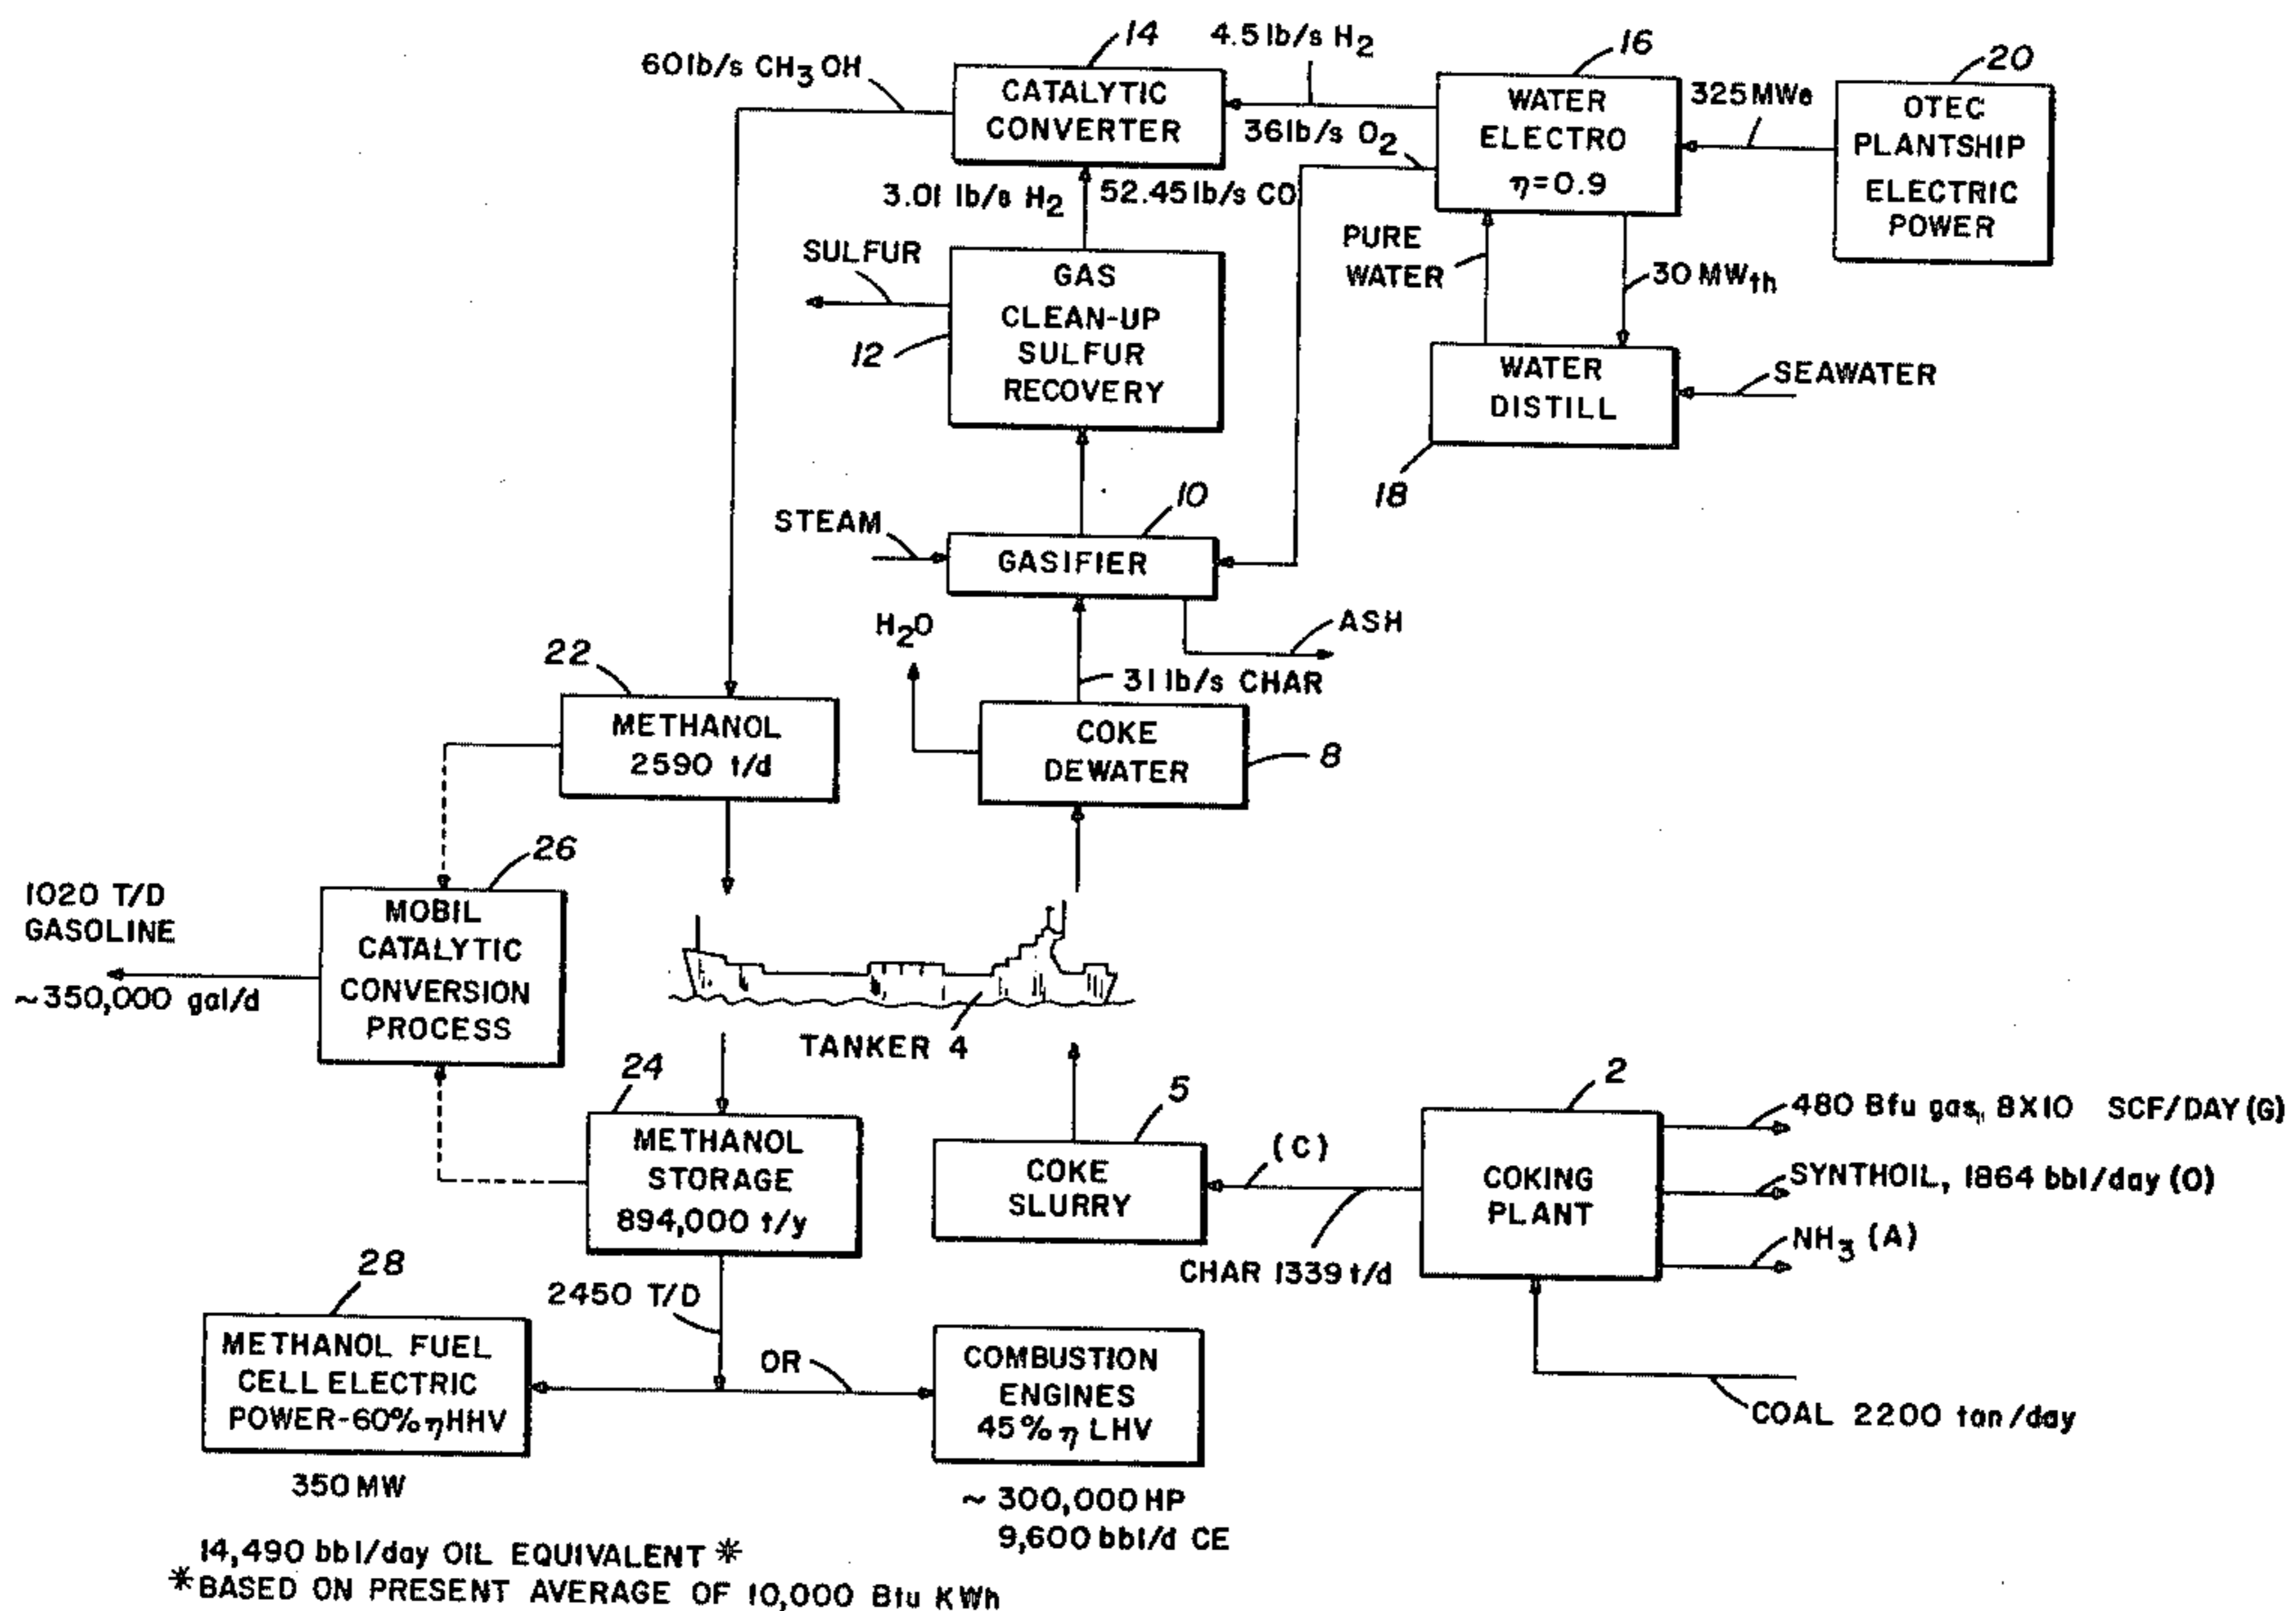 14
4.5 lb/s H2
16
20
60 lb/s CH3 OH
CATALYTIC
CONVERTER
36 lb/s O2
WATER
ELECTRO
η=0.9
325 MWe
OTEC
PLANTSHIP
ELECTRIC
POWER
3.01 lb/s H2
52.45 lb/s CO
SULFUR
12
GAS
CLEAN-UP
SULFUR
RECOVERY
PURE
WATER
30 MWth
WATER
DISTILL
SEAWATER
18
STEAM
10
GASIFIER
H2O
ASH
31 lb/s CHAR
22
METHANOL
2590 t/d
COKE
DEWATER
8
26
1020 T/D
GASOLINE
~350,000 gal/d
MOBIL
CATALYTIC
CONVERSION
PROCESS
TANKER 4
24
METHANOL
STORAGE
894,000 t/y
5
COKE
SLURRY
(C)
CHAR 1339 t/d
2
COKING
PLANT
480 Bfu gas, 8X10 SCF/DAY (G)
SYNTHOIL, 1864 bbl/day (O)
NH3 (A)
COAL 2200 tan/day
28
2450 T/D
METHANOL FUEL
CELL ELECTRIC
POWER-60% ηHHV
350 MW
OR
COMBUSTION
ENGINES
45% η LHV
~ 300,000 HP
9,600 bbl/d CE
14,490 bbl/day OIL EQUIVALENT *
*BASED ON PRESENT AVERAGE OF 10,000 Btu KWh